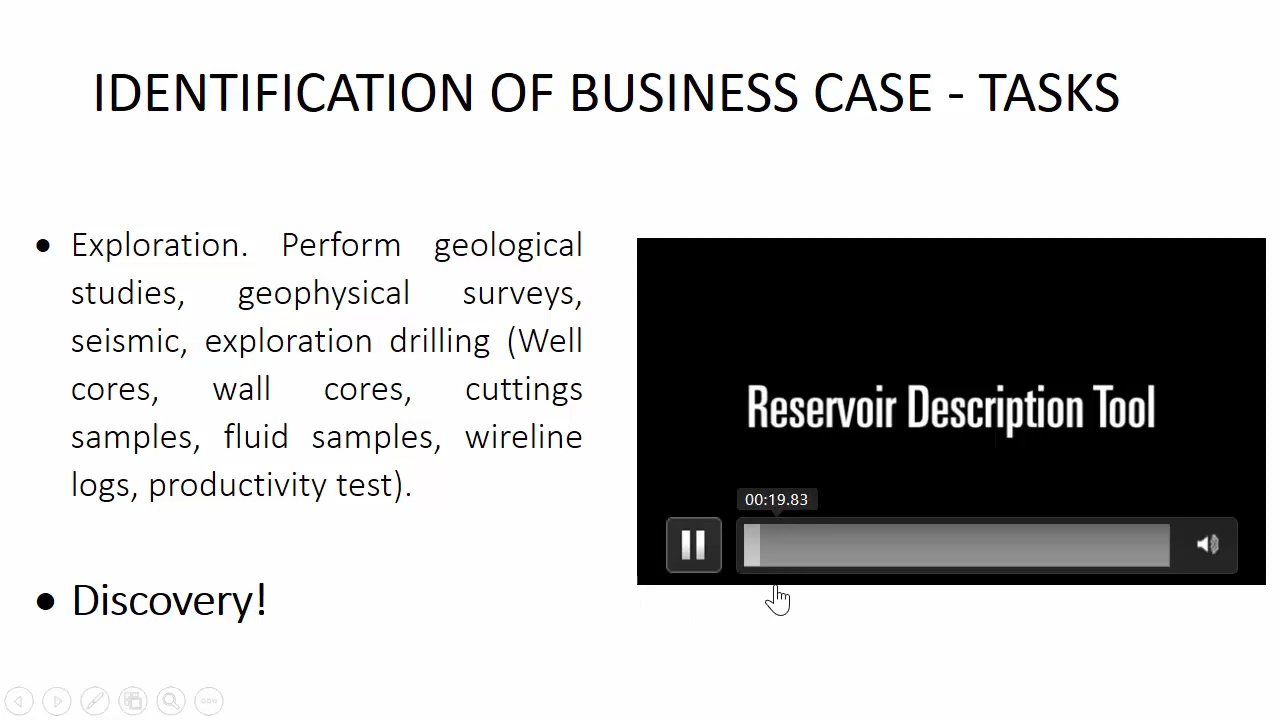 IDENTIFICATION OF BUSINESS CASE - TASKS
• Exploration. Perform geological
studies, geophysical surveys,
seismic, exploration drilling (Well
cores, wall cores, cuttings
samples, fluid samples, wireline
logs, productivity test).
• Discovery!
Reservoir Description Tool
00:19.83